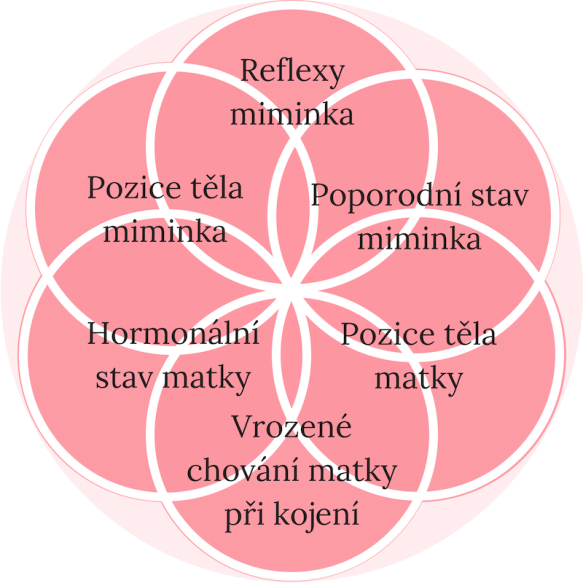 Reflexy
miminka
Pozice těla
miminka
Poporodní stav
miminka
Hormonální
stav matky
Pozice těla
matky
Vrozené
chování matky
při kojení